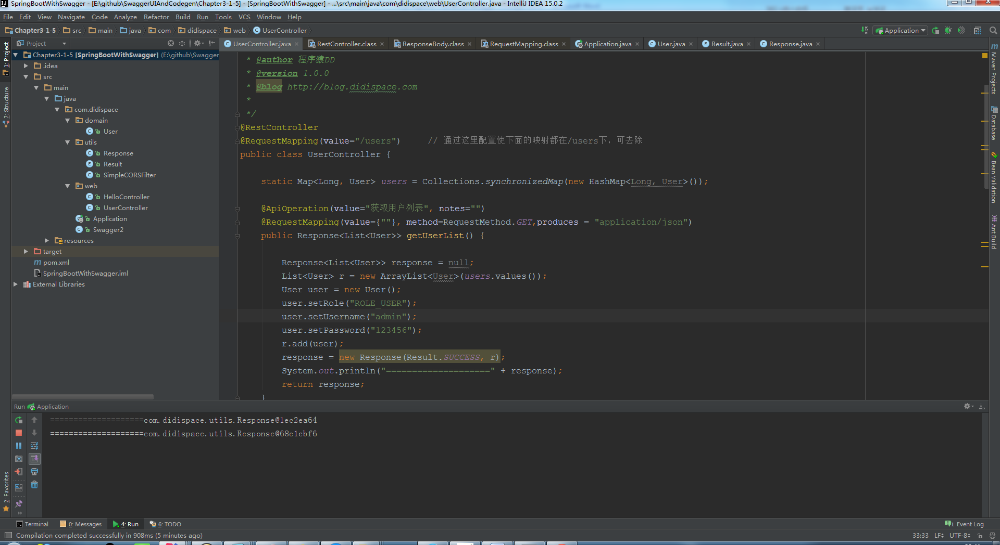 SpringBootWithSwagger - [E:\github\SwaggerUIAndCodegen\Chapter3-1-5] - [SpringBootWithSwagger] - ...\src\main\java\com\didispace\web\UserController.java - IntelliJ IDEA 15.0.2
File Edit View Navigate Code Analyze Refactor Build Run Tools VCS Window Help
Chapter3-1-5 src main java com didispace web UserController Application
Project
UserController.java RestController.class ResponseBody.class RequestMapping.class Application.java User.java Result.java Response.java
Chapter3-1-5 [SpringBootWithSwagger] (E:\github\Swagger
.idea
src
main
java
com.didispace
domain
User
utils
Response
Result
SimpleCORSFilter
web
HelloController
UserController
Application
Swagger2
resources
target
pom.xml
SpringBootWithSwagger.iml
External Libraries
1: Project
7: Structure
2: Favorites
* @author 程序猿DD
* @version 1.0.0
* @blog http://blog.didispace.com
*
*/
@RestController
@RequestMapping(value="/users") // 通过这里配置使下面的映射都在/users下，可去除
public class UserController {
static Map<Long, User> users = Collections.synchronizedMap(new HashMap<Long, User>());
@ApiOperation(value="获取用户列表", notes="")
@RequestMapping(value={""}, method=RequestMethod.GET,produces = "application/json")
public Response<List<User>> getUserList() {
Response<List<User>> response = null;
List<User> r = new ArrayList<User>(users.values());
User user = new User();
user.setRole("ROLE_USER");
user.setUsername("admin");
user.setPassword("123456");
r.add(user);
response = new Response(Result.SUCCESS, r);
System.out.println("====================" + response);
return response;
}
Maven Projects
Database
Bean Validation
Ant Build
Run Application
====================com.didispace.utils.Response@1ec2ea64
====================com.didispace.utils.Response@68e1cbf6
Terminal 0: Messages 4: Run 6: TODO 1 Event Log
Compilation completed successfully in 908ms (5 minutes ago) 33:33 LF UTF-8